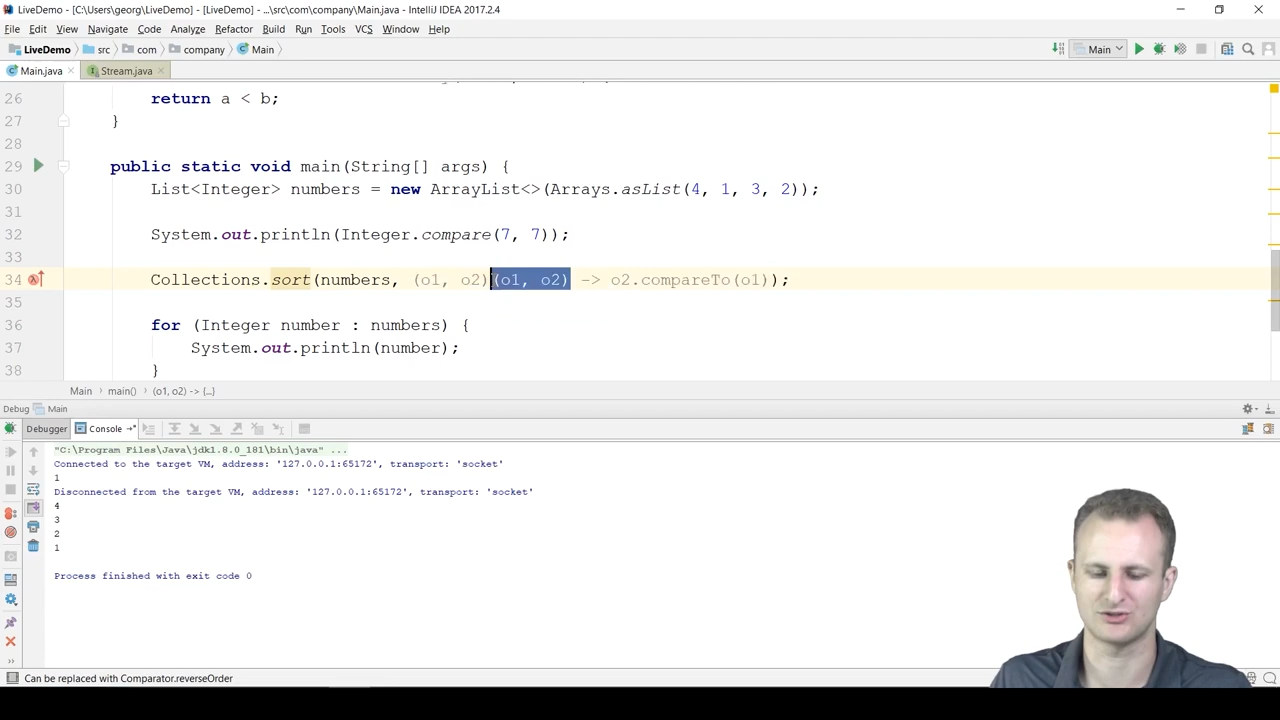 LiveDemo - [C:\Users\georg\LiveDemo] - [LiveDemo] - ...\src\com\company\Main.java - IntelliJ IDEA 2017.2.4
File Edit View Navigate Code Analyze Refactor Build Run Tools VCS Window Help
LiveDemo src com company Main Main
Main.java Stream.java
26 return a < b;
27 }
28
29 public static void main(String[] args) {
30 List<Integer> numbers = new ArrayList<>(Arrays.asList(4, 1, 3, 2));
31
32 System.out.println(Integer.compare(7, 7));
33
34 Collections.sort(numbers, (o1, o2)(o1, o2) -> o2.compareTo(o1));
35
36 for (Integer number : numbers) {
37 System.out.println(number);
38 }
Main main() (o1, o2) -> {...}
Debug Main
Debugger Console
"C:\Program Files\Java\jdk1.8.0_181\bin\java" ...
Connected to the target VM, address: '127.0.0.1:65172', transport: 'socket'
1
Disconnected from the target VM, address: '127.0.0.1:65172', transport: 'socket'
4
3
2
1
Process finished with exit code 0
Can be replaced with Comparator.reverseOrder